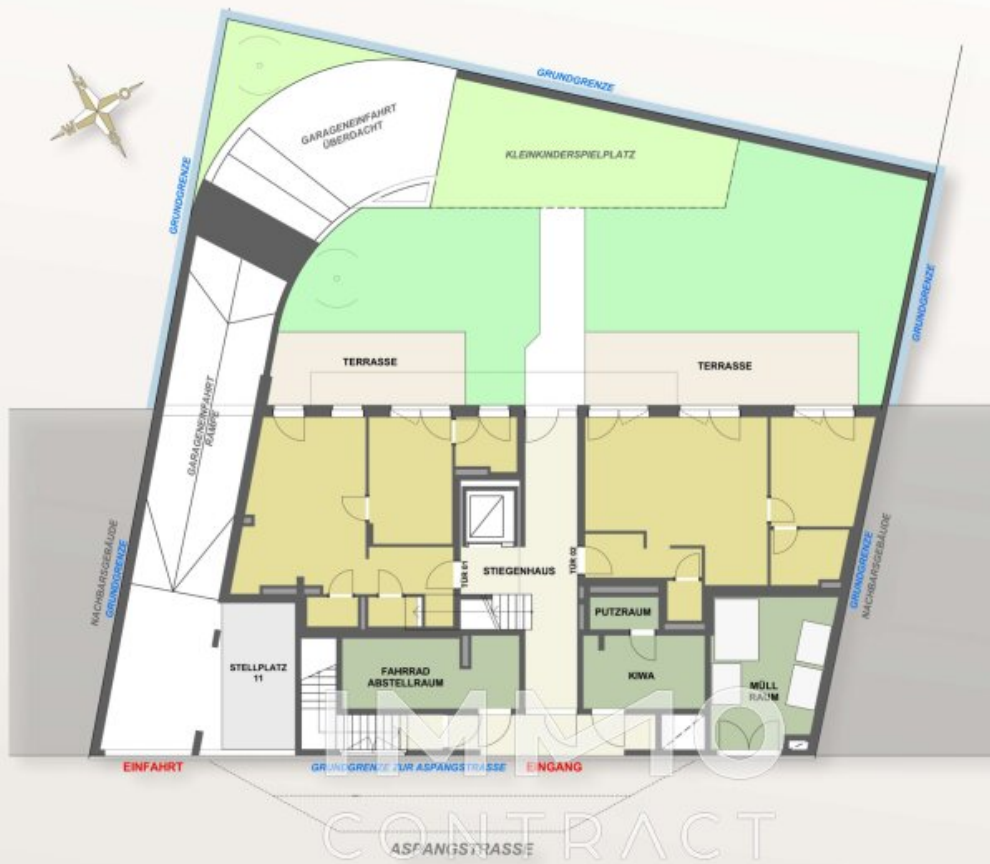 GRUNDGRENZE
GARAGENEINFAHRT
ÜBERDACHT
KLEINKINDERSPIELPLATZ
GRUNDGRENZE
GRUNDGRENZE
TERRASSE
TERRASSE
GARAGENEINFAHRT
RAMPE
NACHBARSGEBÄUDE
GRUNDGRENZE
TÜR 01
STIEGENHAUS
TÜR 02
GRUNDGRENZE
NACHBARSGEBÄUDE
PUTZRAUM
STELLPLATZ
11
FAHRRAD
ABSTELLRAUM
KIWA
MÜLL
RAUM
EINFAHRT
GRUNDGRENZE ZUR ASPANGSTRASSE
EINGANG
IMMO
CONTRACT
ASPANGSTRASSE